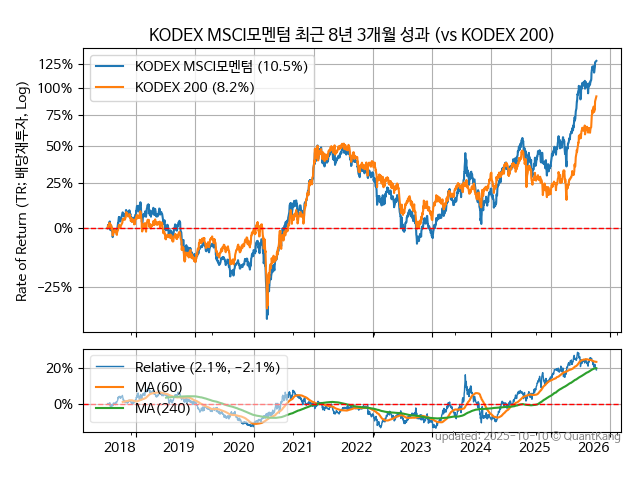 KODEX MSCI모멘텀 최근 8년 3개월 성과 (vs KODEX 200)
Rate of Return (TR: 배당재투자, Log)
125%
100%
75%
50%
25%
0%
−25%
KODEX MSCI모멘텀 (10.5%)
KODEX 200 (8.2%)
20%
0%
Relative (2.1%, −2.1%)
MA(60)
MA(240)
updated: 2025-10-10 © QuantKang
2018 2019 2020 2021 2022 2023 2024 2025 2026